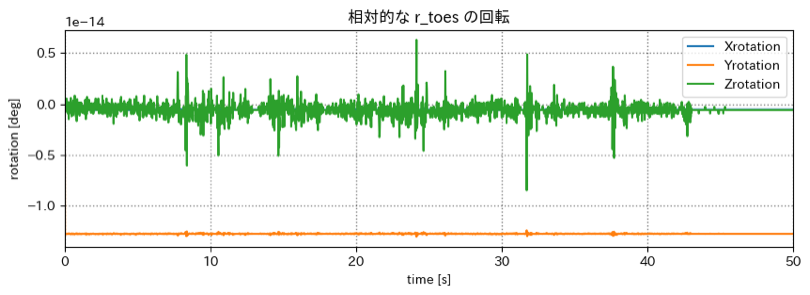 相対的な r_toes の回転
1e−14
Xrotation
Yrotation
Zrotation
0.5
0.0
−0.5
−1.0
rotation [deg]
0 10 20 30 40 50
time [s]